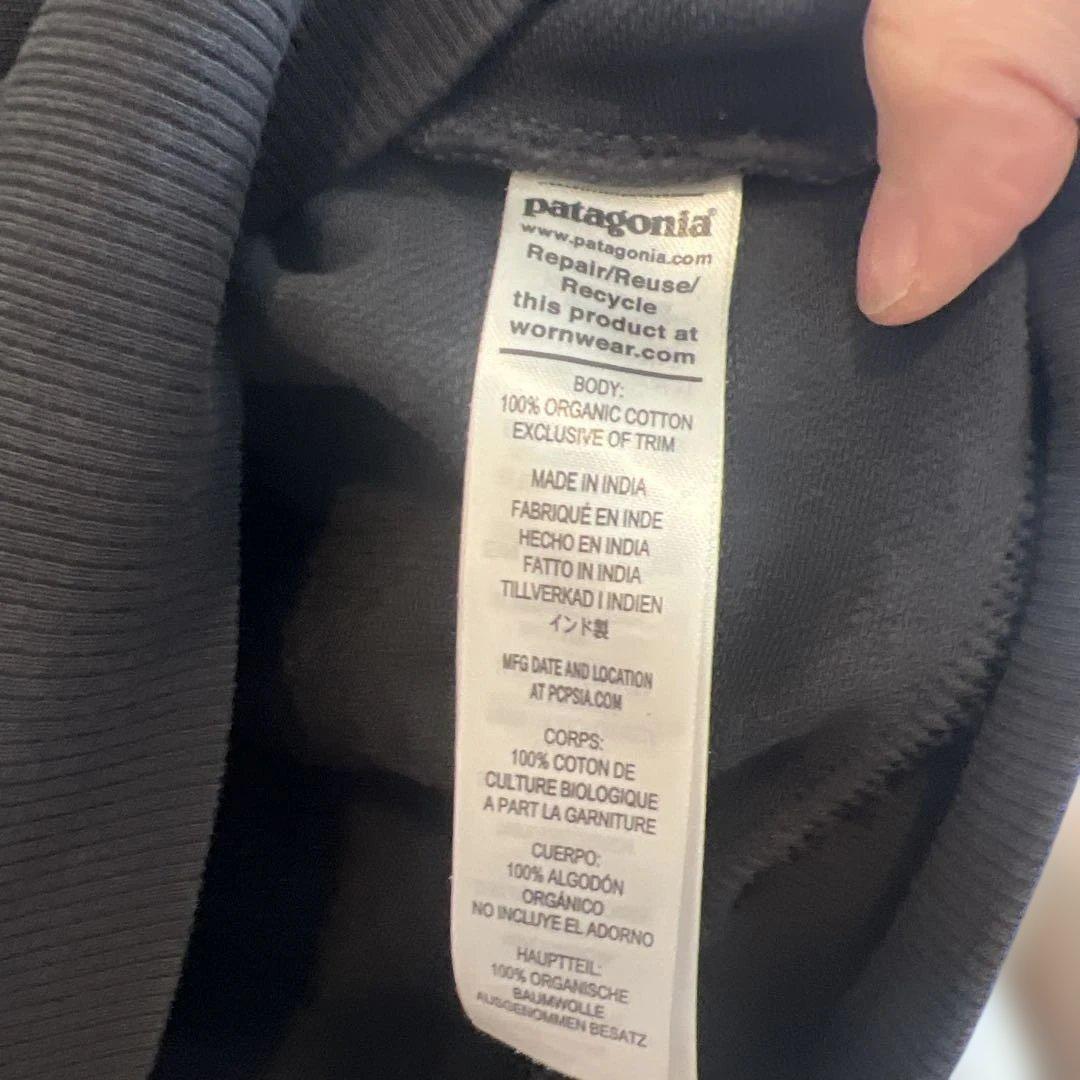 patagonia®
www.patagonia.com
Repair/Reuse/
Recycle
this product at
wornwear.com
BODY:
100% ORGANIC COTTON
EXCLUSIVE OF TRIM
MADE IN INDIA
FABRIQUÉ EN INDE
HECHO EN INDIA
FATTO IN INDIA
TILLVERKAD I INDIEN
インド製
MFG DATE AND LOCATION
AT PCPSIA.COM
CORPS:
100% COTON DE
CULTURE BIOLOGIQUE
A PART LA GARNITURE
CUERPO:
100% ALGODÓN
ORGÁNICO
NO INCLUYE EL ADORNO
HAUPTTEIL:
100% ORGANISCHE
BAUMWOLLE
AUSGENOMMEN BESATZ